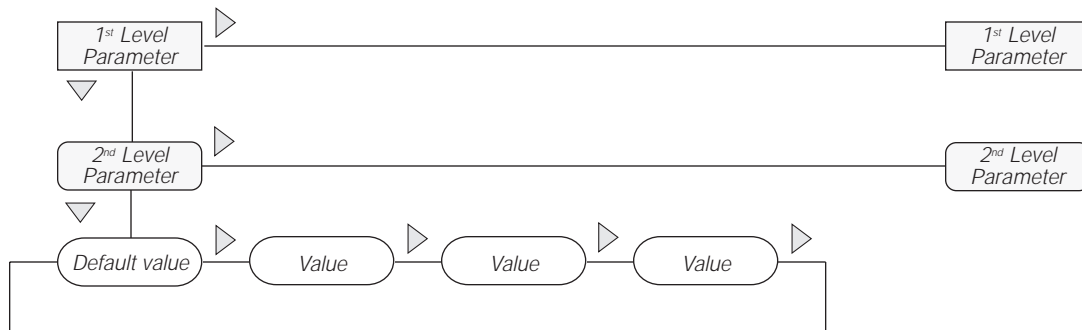 1st Level
Parameter
1st Level
Parameter
2nd Level
Parameter
2nd Level
Parameter
Default value
Value
Value
Value